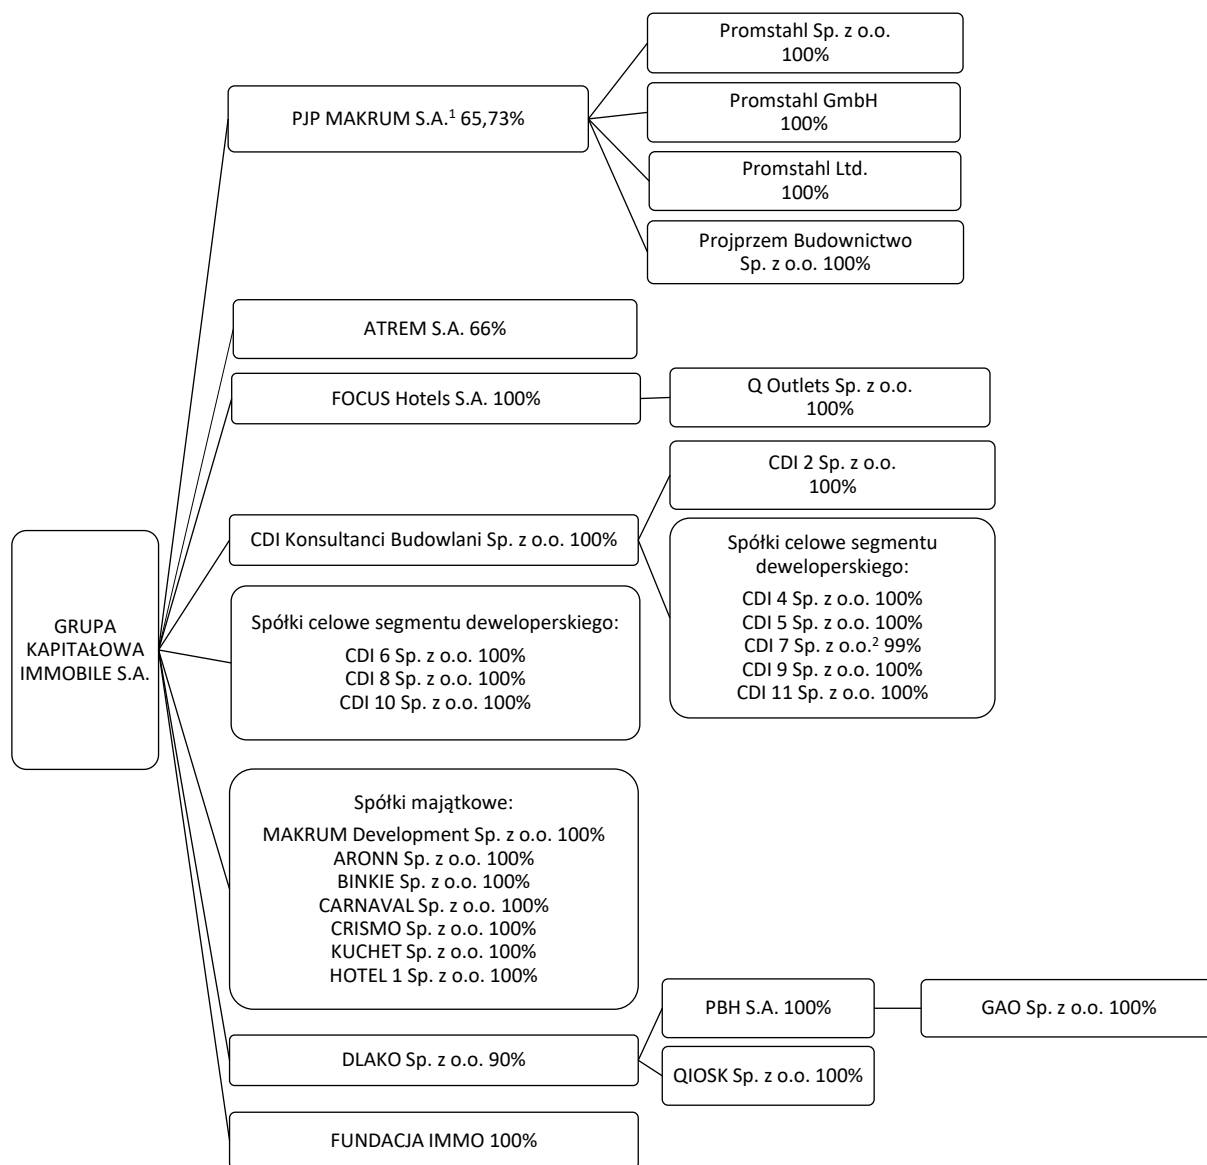 Promstahl Sp. z o.o.
100%
PJP MAKRUM S.A.¹ 65,73%
Promstahl GmbH
100%
Promstahl Ltd.
100%
Projprzem Budownictwo
Sp. z o.o. 100%
ATREM S.A. 66%
FOCUS Hotels S.A. 100%
Q Outlets Sp. z o.o.
100%
CDI Konsultanci Budowlani Sp. z o.o. 100%
CDI 2 Sp. z o.o.
100%
Spółki celowe segmentu
deweloperskiego:
CDI 4 Sp. z o.o. 100%
CDI 5 Sp. z o.o. 100%
CDI 7 Sp. z o.o.² 99%
CDI 9 Sp. z o.o. 100%
CDI 11 Sp. z o.o. 100%
GRUPA
KAPITAŁOWA
IMMOBILE S.A.
Spółki celowe segmentu deweloperskiego:
CDI 6 Sp. z o.o. 100%
CDI 8 Sp. z o.o. 100%
CDI 10 Sp. z o.o. 100%
Spółki majątkowe:
MAKRUM Development Sp. z o.o. 100%
ARONN Sp. z o.o. 100%
BINKIE Sp. z o.o. 100%
CARNAVAL Sp. z o.o. 100%
CRISMO Sp. z o.o. 100%
KUCHET Sp. z o.o. 100%
HOTEL 1 Sp. z o.o. 100%
DLAKO Sp. z o.o. 90%
PBH S.A. 100%
GAO Sp. z o.o. 100%
QIOSK Sp. z o.o. 100%
FUNDACJA IMMO 100%